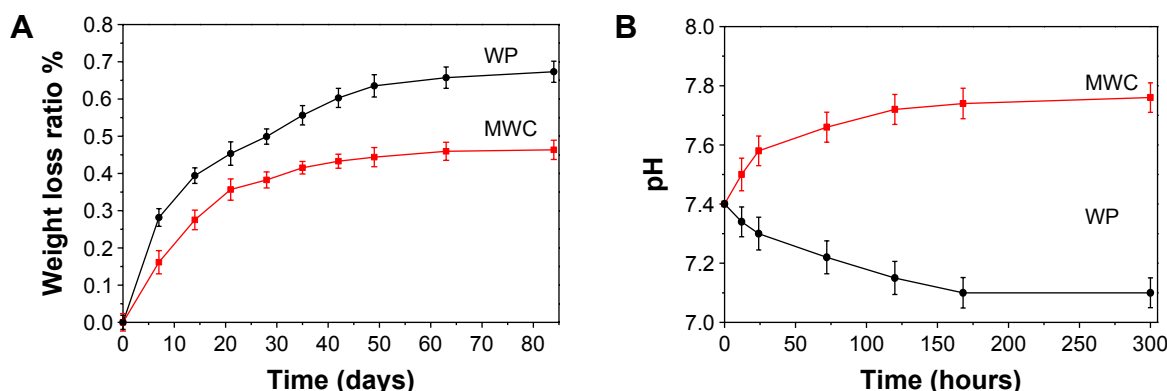 A
Weight loss ratio %
0.8
0.7
0.6
0.5
0.4
0.3
0.2
0.1
0.0
WP
MWC
0 10 20 30 40 50 60 70 80
Time (days)
B
pH
8.0
7.8
7.6
7.4
7.2
7.0
MWC
WP
0 50 100 150 200 250 300
Time (hours)